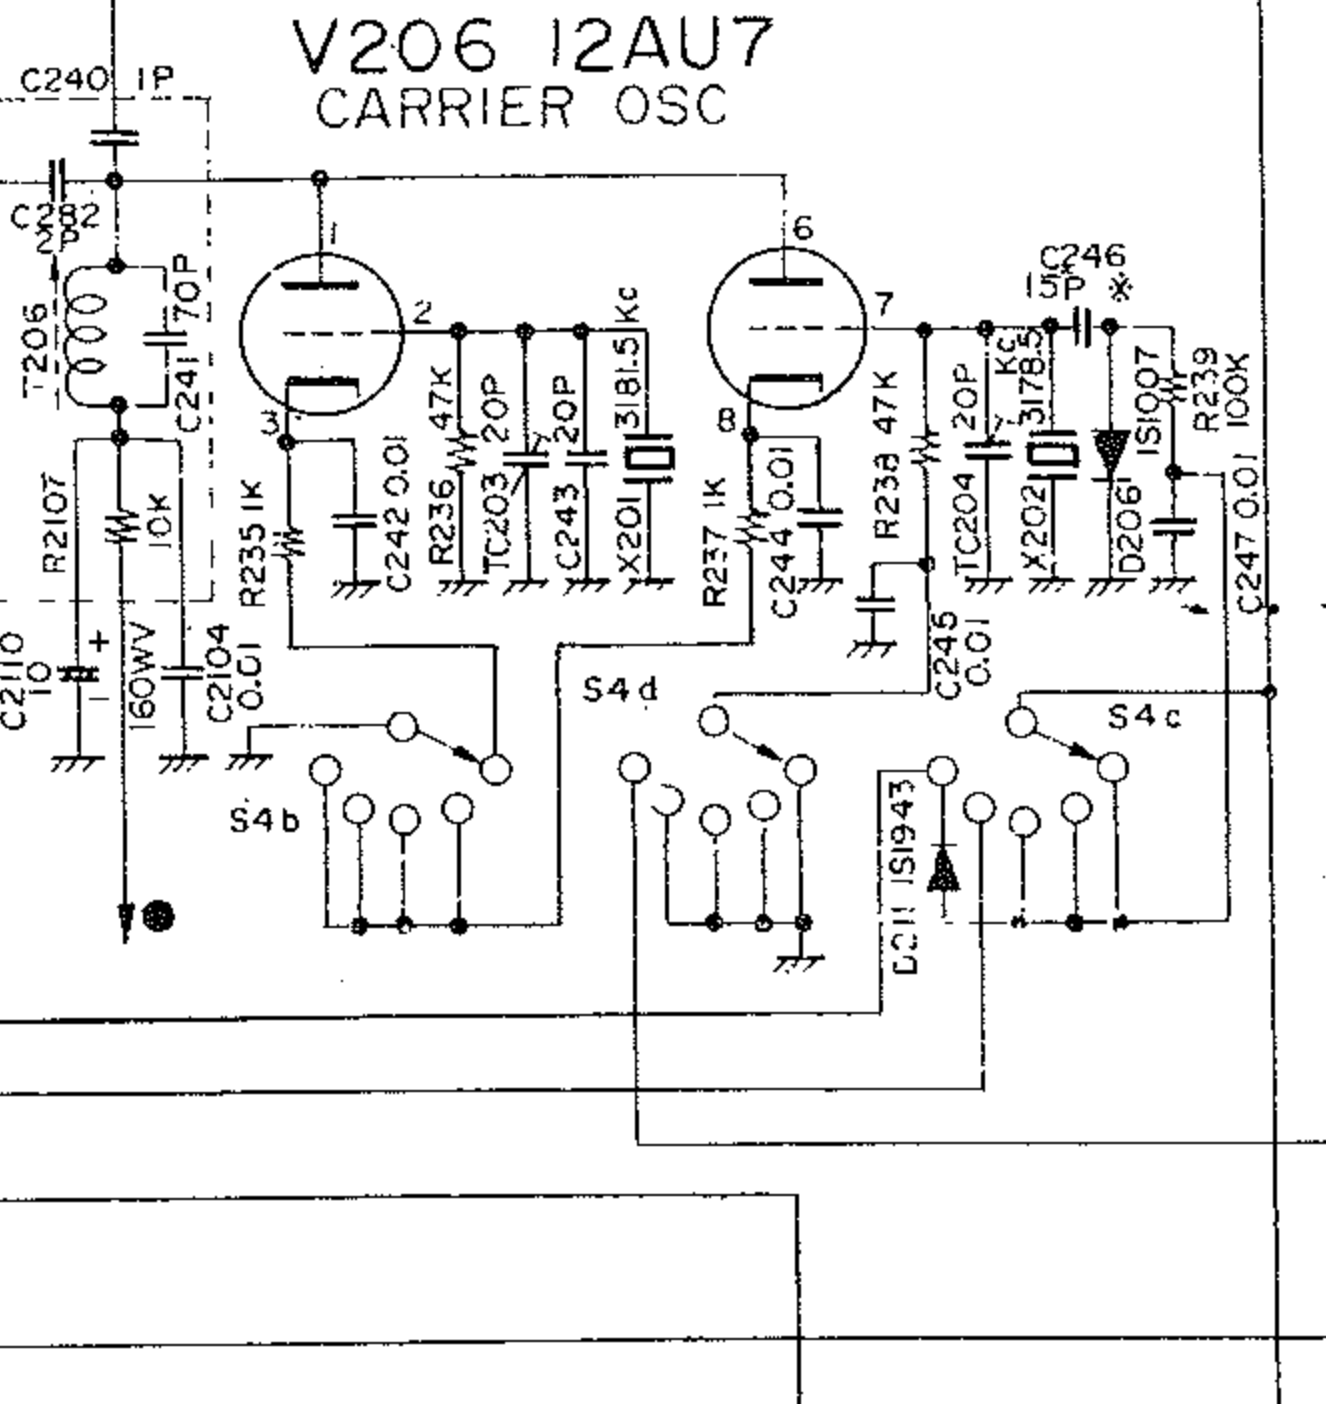 V206 12AU7
CARRIER OSC
C240 1P
C282
2P
T206
70P
C241
1
2
3
6
7
8
C246
15P ※
R2107
10K
R235 1K
C242 0.01
R236 47K
TC203 20P
C243 20P
X201 3181.5 Kc
R237 1K
C244 0.01
R238 47K
TC204 20P
X202 3178.5 Kc
D206 1S1007
R239
100K
C247 0.01
C245
0.01
C2110
10
+
-
160WV
C2104
0.01
S4b
S4d
S4c
D211 1S1943